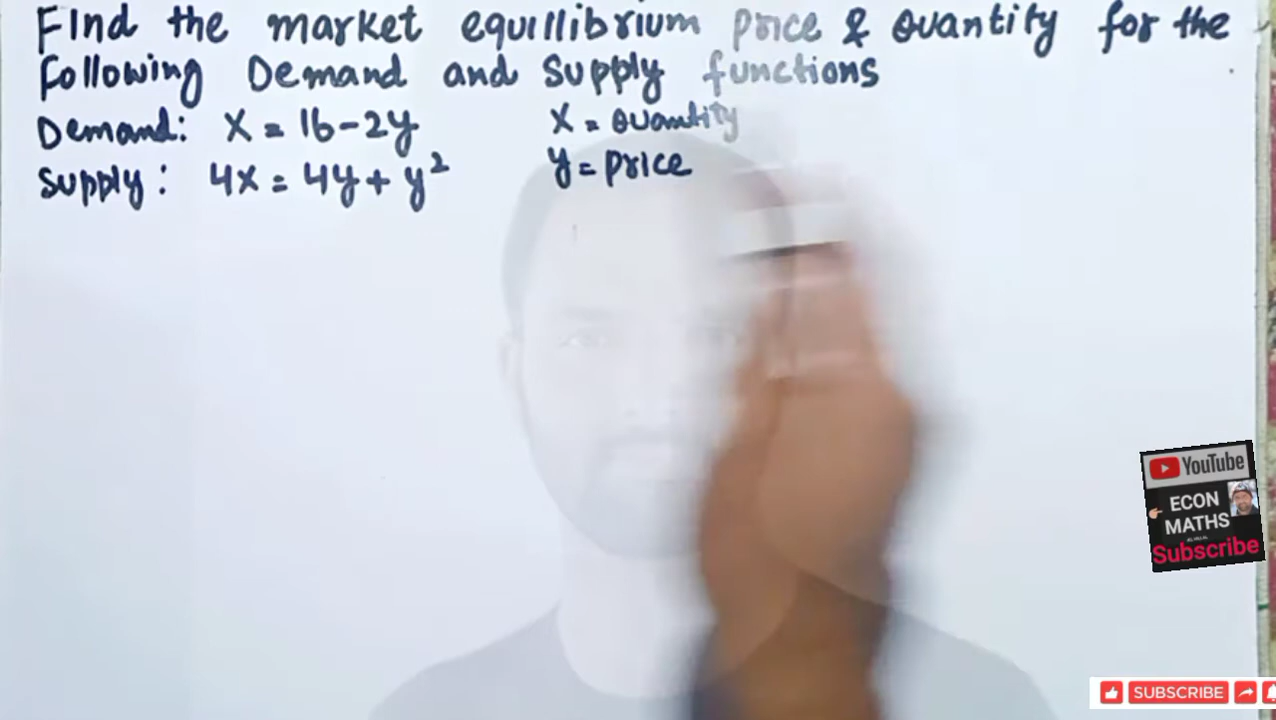 Find the market equillibrium price & Quantity for the
Following Demand and supply functions
Demand: X = 16-2y X = Quantity
supply: 4x = 4y + y² y = price
YouTube
ECON
MATHS
Subscribe
SUBSCRIBE